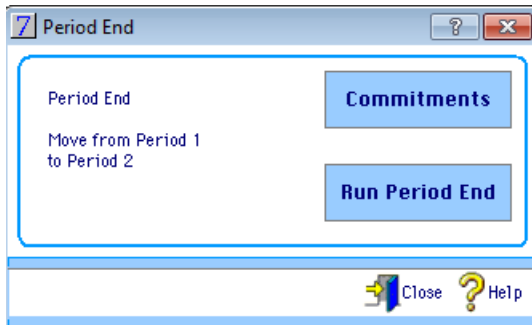 7 Period End ?
Period End
Commitments
Move from Period 1
to Period 2
Run Period End
Close ? Help